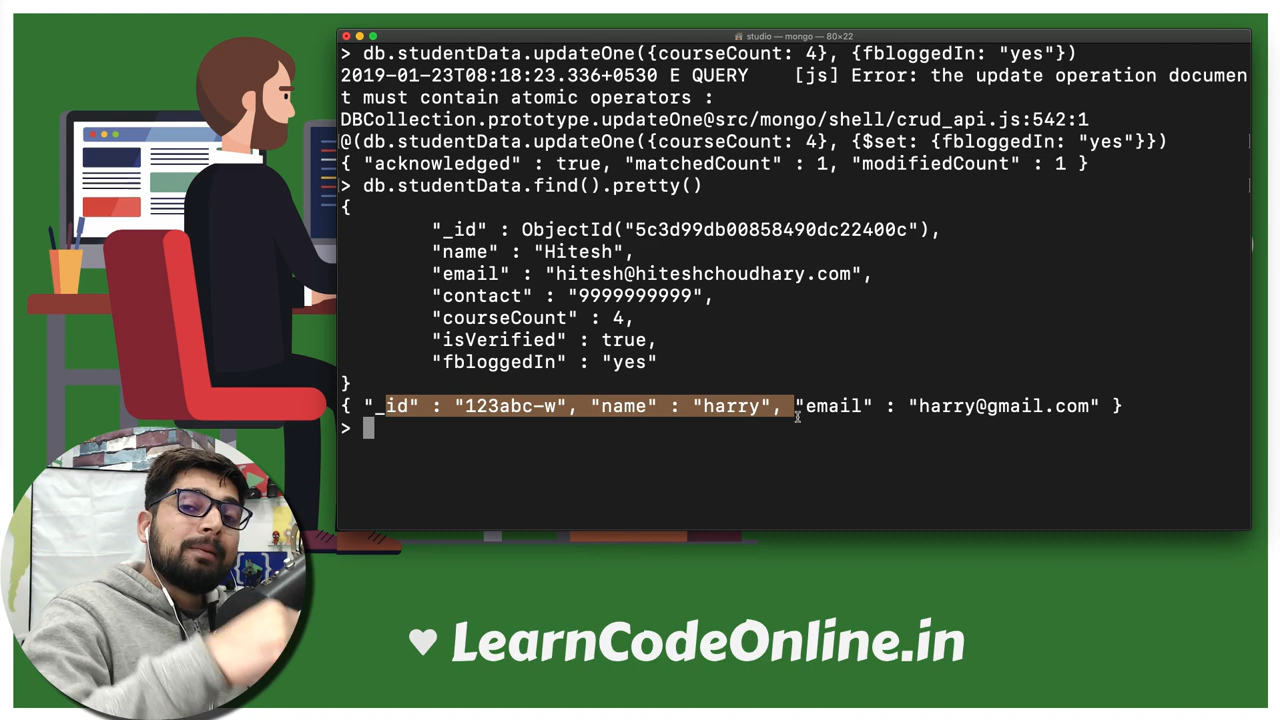 studio — mongo — 80×22
> db.studentData.updateOne({courseCount: 4}, {fbloggedIn: "yes"})
2019-01-23T08:18:23.336+0530 E QUERY    [js] Error: the update operation documen
t must contain atomic operators :
DBCollection.prototype.updateOne@src/mongo/shell/crud_api.js:542:1
@(db.studentData.updateOne({courseCount: 4}, {$set: {fbloggedIn: "yes"}})
{ "acknowledged" : true, "matchedCount" : 1, "modifiedCount" : 1 }
> db.studentData.find().pretty()
{
        "_id" : ObjectId("5c3d99db00858490dc22400c"),
        "name" : "Hitesh",
        "email" : "hitesh@hiteshchoudhary.com",
        "contact" : "9999999999",
        "courseCount" : 4,
        "isVerified" : true,
        "fbloggedIn" : "yes"
}
{ "_id" : "123abc-w", "name" : "harry", "email" : "harry@gmail.com" }
>
♥ LearnCodeOnline.in